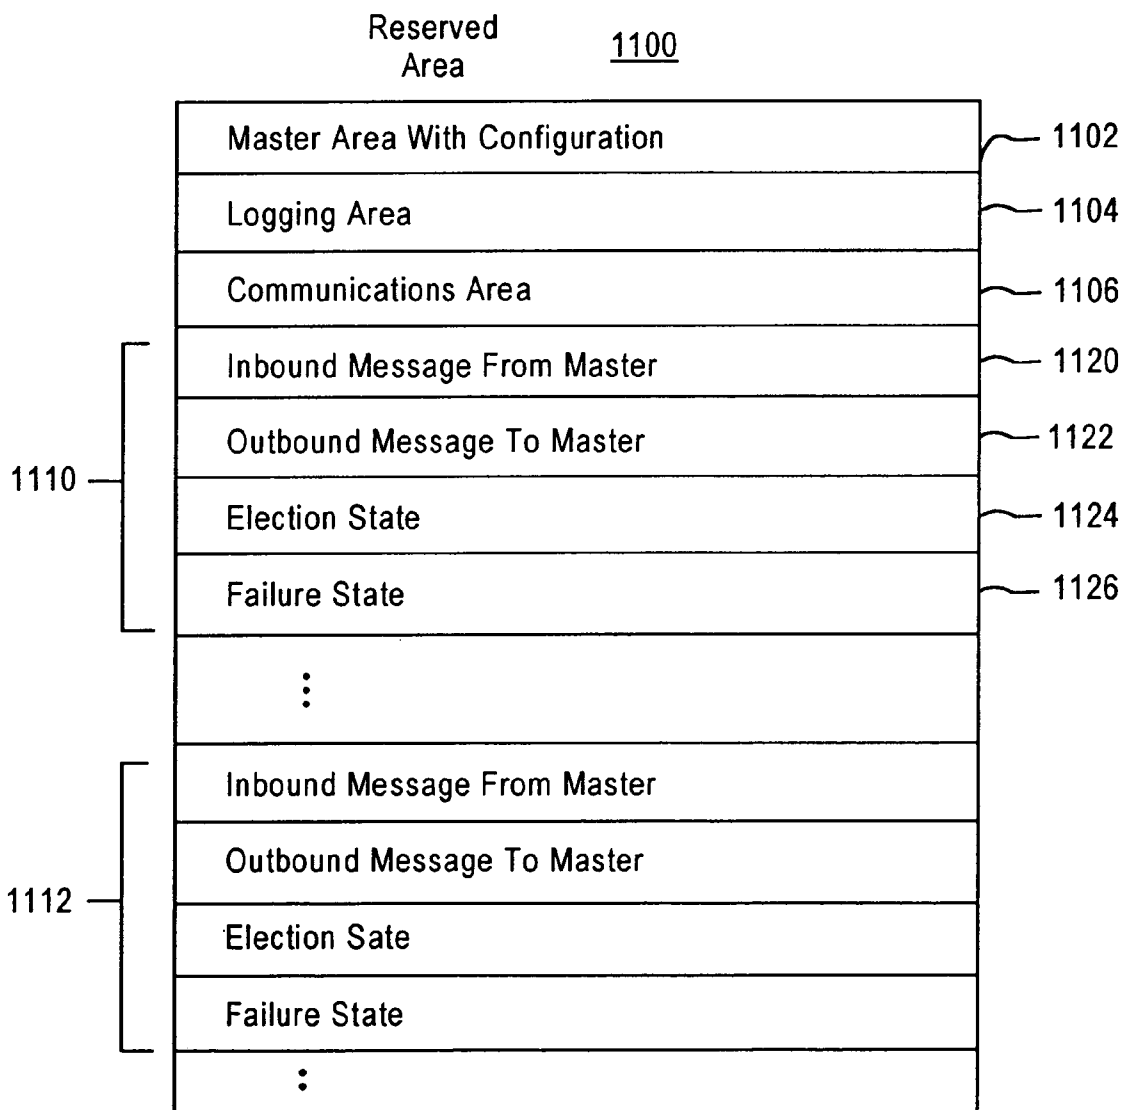 Reserved
Area
1100
Master Area With Configuration
1102
Logging Area
1104
Communications Area
1106
Inbound Message From Master
1120
Outbound Message To Master
1122
1110
Election State
1124
Failure State
1126
Inbound Message From Master
Outbound Message To Master
1112
Election Sate
Failure State